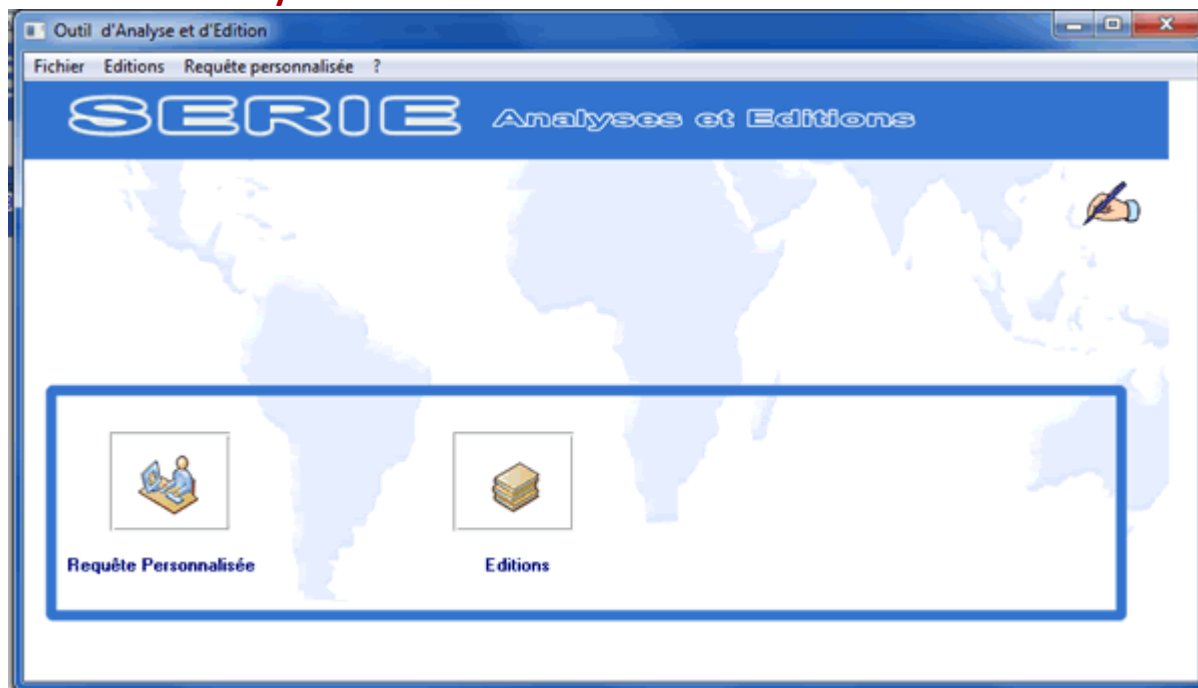 Outil d'Analyse et d'Edition
Fichier Editions Requête personnalisée ?
SERIE Analyses et Editions
Requête Personnalisée Editions